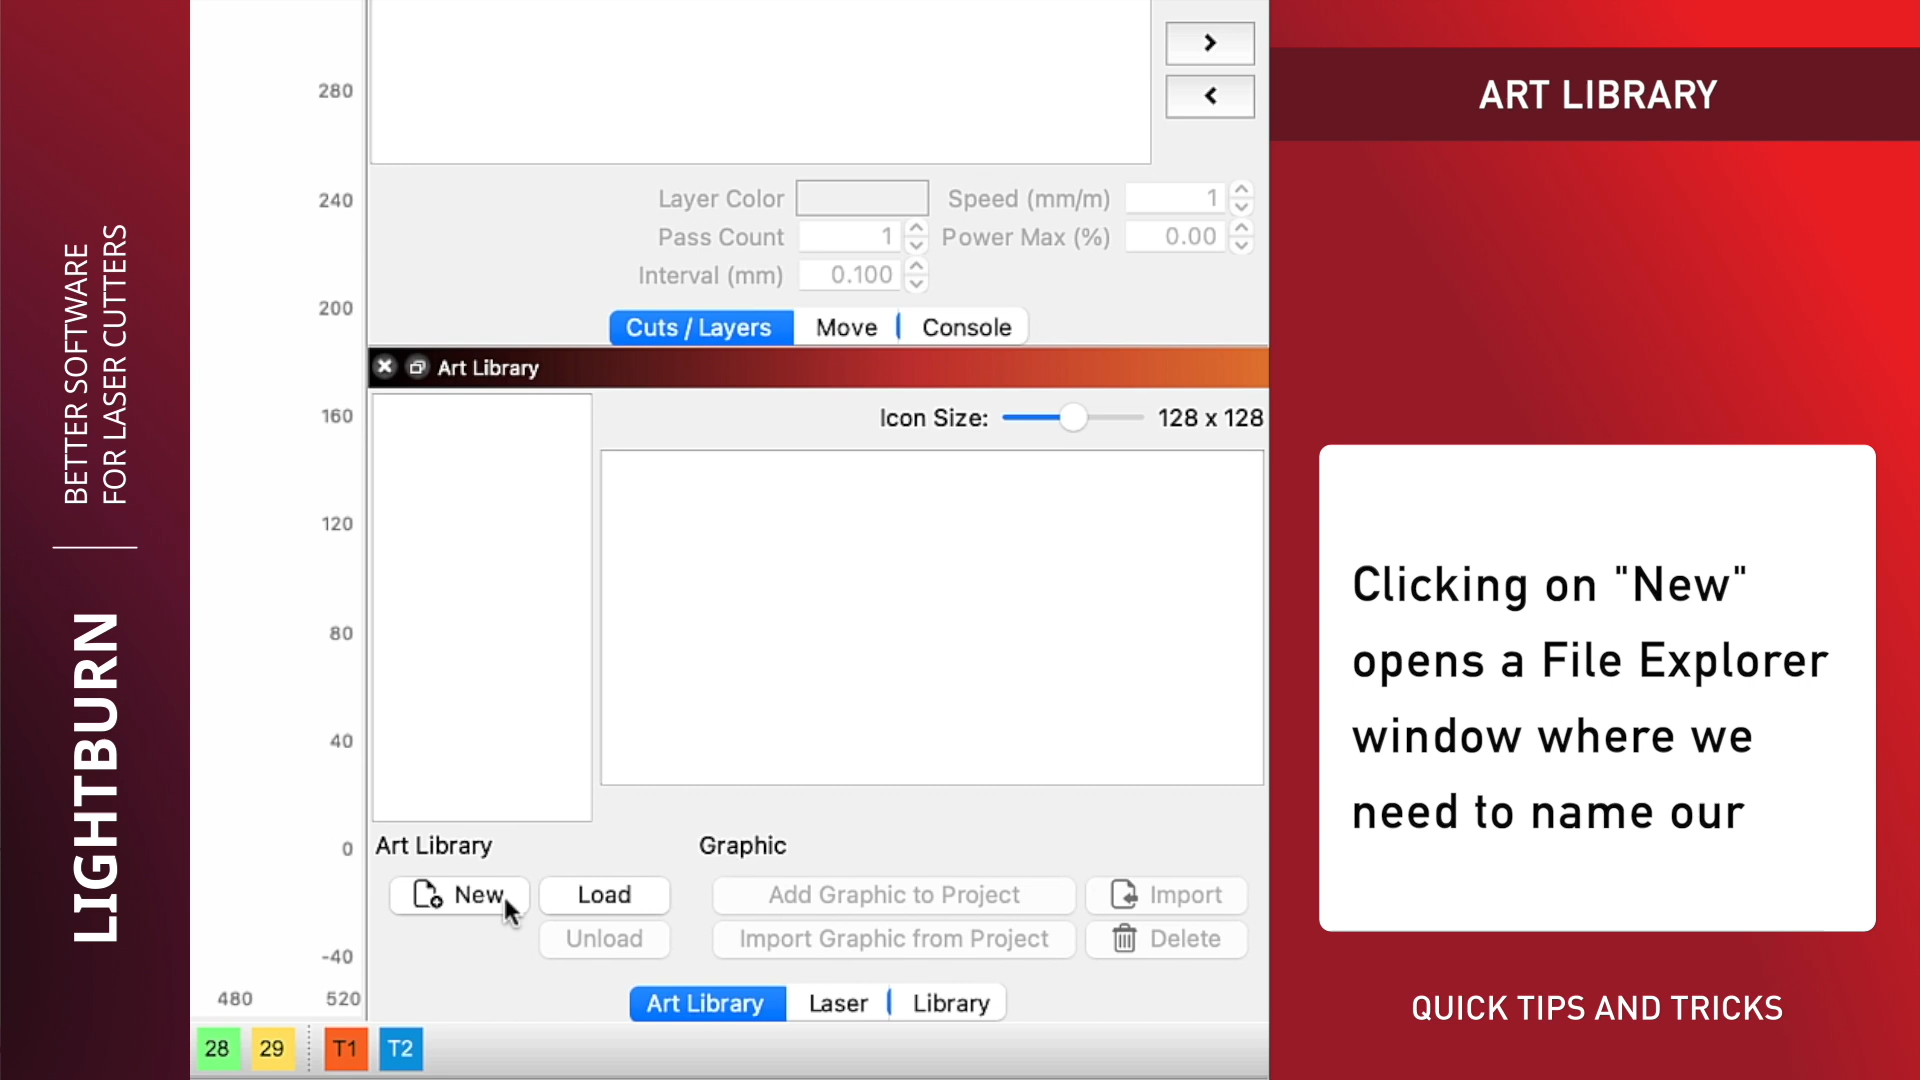 BETTER SOFTWARE
FOR LASER CUTTERS
LIGHTBURN
280
240
200
160
120
80
40
0
-40
480
520
Layer Color
Speed (mm/m)
1
Pass Count
1
Power Max (%)
0.00
Interval (mm)
0.100
Cuts / Layers
Move
Console
Art Library
Icon Size:
128 x 128
Art Library
Graphic
New
Load
Add Graphic to Project
Import
Unload
Import Graphic from Project
Delete
Art Library
Laser
Library
28
29
T1
T2
ART LIBRARY
Clicking on "New"
opens a File Explorer
window where we
need to name our
QUICK TIPS AND TRICKS